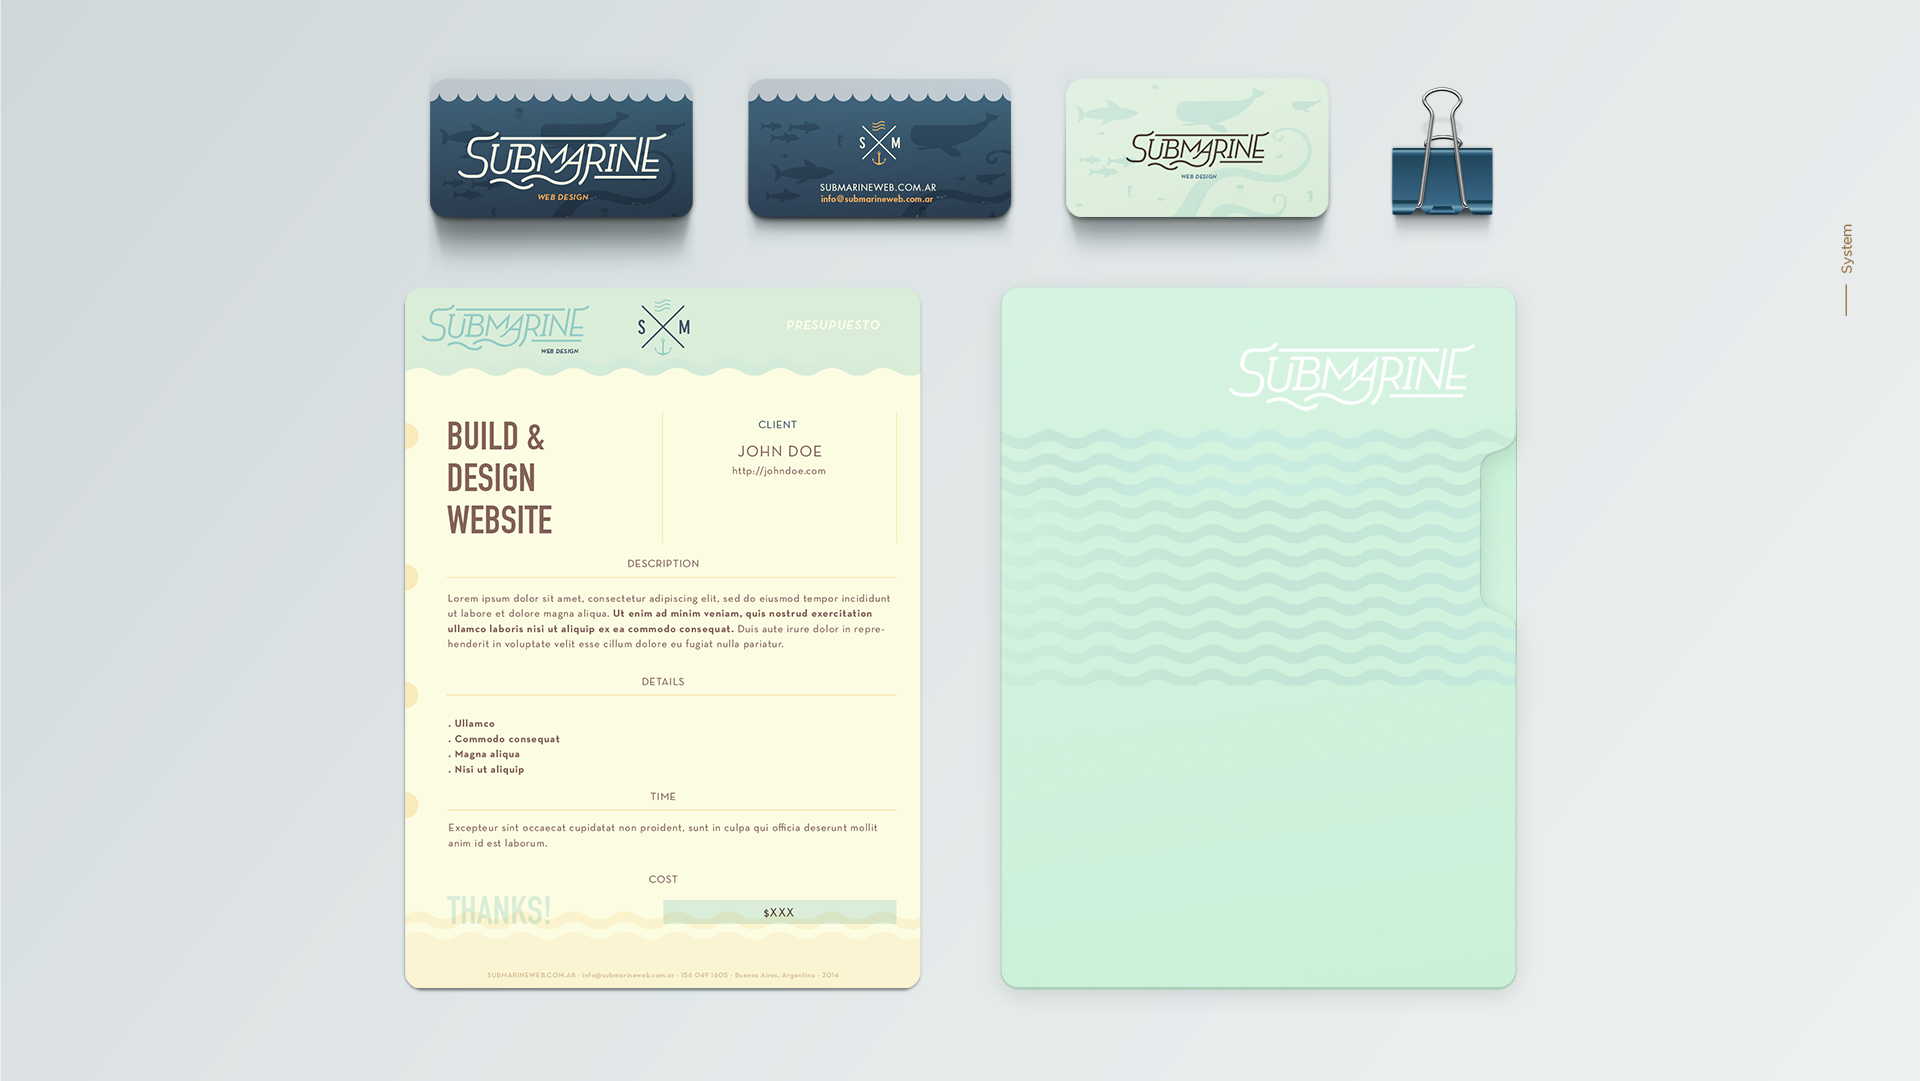 SUBMARINE
WEB DESIGN
S M
SUBMARINEWEB.COM.AR
info@submarineweb.com.ar
SUBMARINE
WEB DESIGN
System
SUBMARINE
WEB DESIGN
S M
PRESUPUESTO
BUILD &
DESIGN
WEBSITE
CLIENT
JOHN DOE
http://johndoe.com
DESCRIPTION
Lorem ipsum dolor sit amet, consectetur adipiscing elit, sed do eiusmod tempor incididunt
ut labore et dolore magna aliqua. Ut enim ad minim veniam, quis nostrud exercitation
ullamco laboris nisi ut aliquip ex ea commodo consequat. Duis aute irure dolor in repre-
henderit in voluptate velit esse cillum dolore eu fugiat nulla pariatur.
DETAILS
. Ullamco
. Commodo consequat
. Magna aliqua
. Nisi ut aliquip
TIME
Excepteur sint occaecat cupidatat non proident, sunt in culpa qui officia deserunt mollit
anim id est laborum.
COST
THANKS!
$XXX
SUBMARINEWEB.COM.AR - info@submarineweb.com.ar - 156 049 1605 - Buenos Aires, Argentina - 2014
SUBMARINE